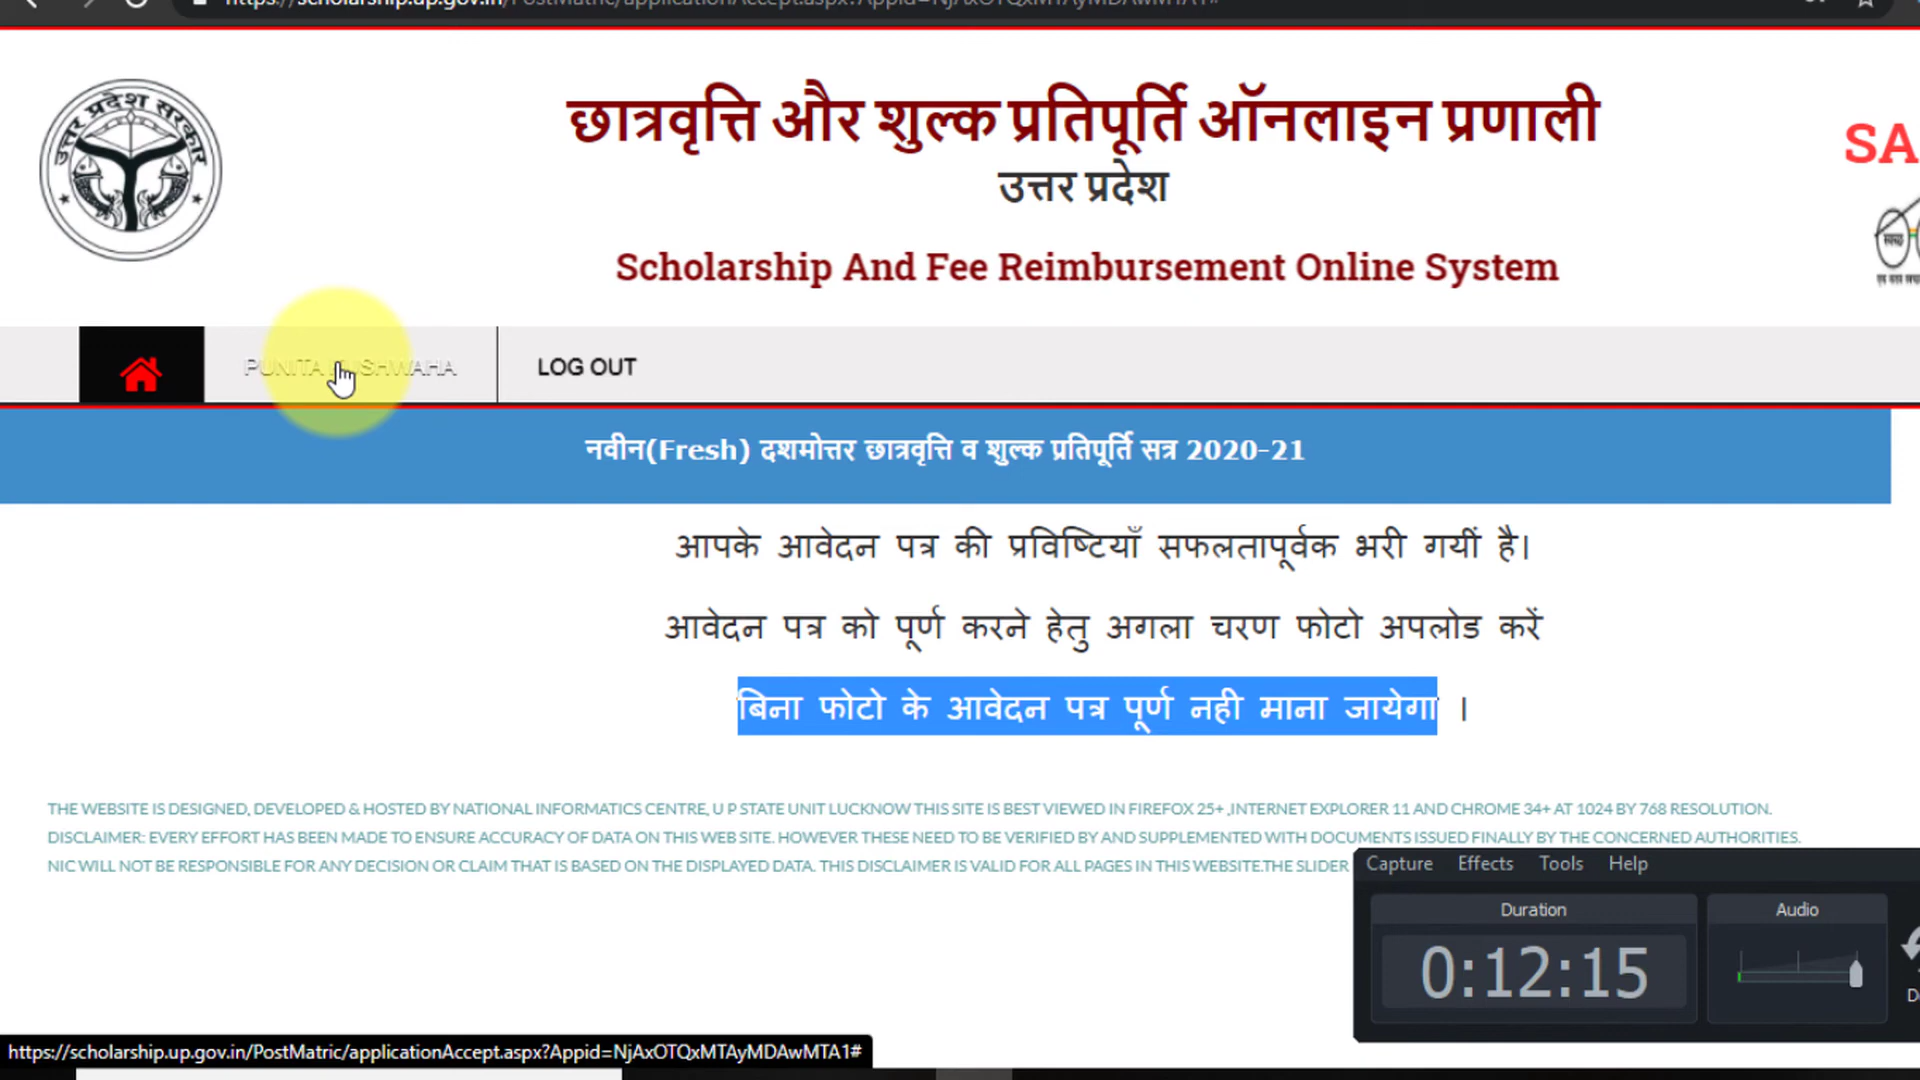 उत्तर प्रदेश सरकार
छात्रवृत्ति और शुल्क प्रतिपूर्ति ऑनलाइन प्रणाली
उत्तर प्रदेश
SA
Scholarship And Fee Reimbursement Online System
PUNITA KUSHWAHA LOG OUT
नवीन(Fresh) दशमोत्तर छात्रवृत्ति व शुल्क प्रतिपूर्ति सत्र 2020-21
आपके आवेदन पत्र की प्रविष्टियाँ सफलतापूर्वक भरी गयीं है।
आवेदन पत्र को पूर्ण करने हेतु अगला चरण फोटो अपलोड करें
बिना फोटो के आवेदन पत्र पूर्ण नही माना जायेगा ।
THE WEBSITE IS DESIGNED, DEVELOPED & HOSTED BY NATIONAL INFORMATICS CENTRE, U P STATE UNIT LUCKNOW THIS SITE IS BEST VIEWED IN FIREFOX 25+ ,INTERNET EXPLORER 11 AND CHROME 34+ AT 1024 BY 768 RESOLUTION.
DISCLAIMER: EVERY EFFORT HAS BEEN MADE TO ENSURE ACCURACY OF DATA ON THIS WEB SITE. HOWEVER THESE NEED TO BE VERIFIED BY AND SUPPLEMENTED WITH DOCUMENTS ISSUED FINALLY BY THE CONCERNED AUTHORITIES.
NIC WILL NOT BE RESPONSIBLE FOR ANY DECISION OR CLAIM THAT IS BASED ON THE DISPLAYED DATA. THIS DISCLAIMER IS VALID FOR ALL PAGES IN THIS WEBSITE.THE SLIDER
Capture Effects Tools Help
Duration Audio
0:12:15
https://scholarship.up.gov.in/PostMatric/applicationAccept.aspx?Appid=NjAxOTQxMTAyMDAwMTA1#